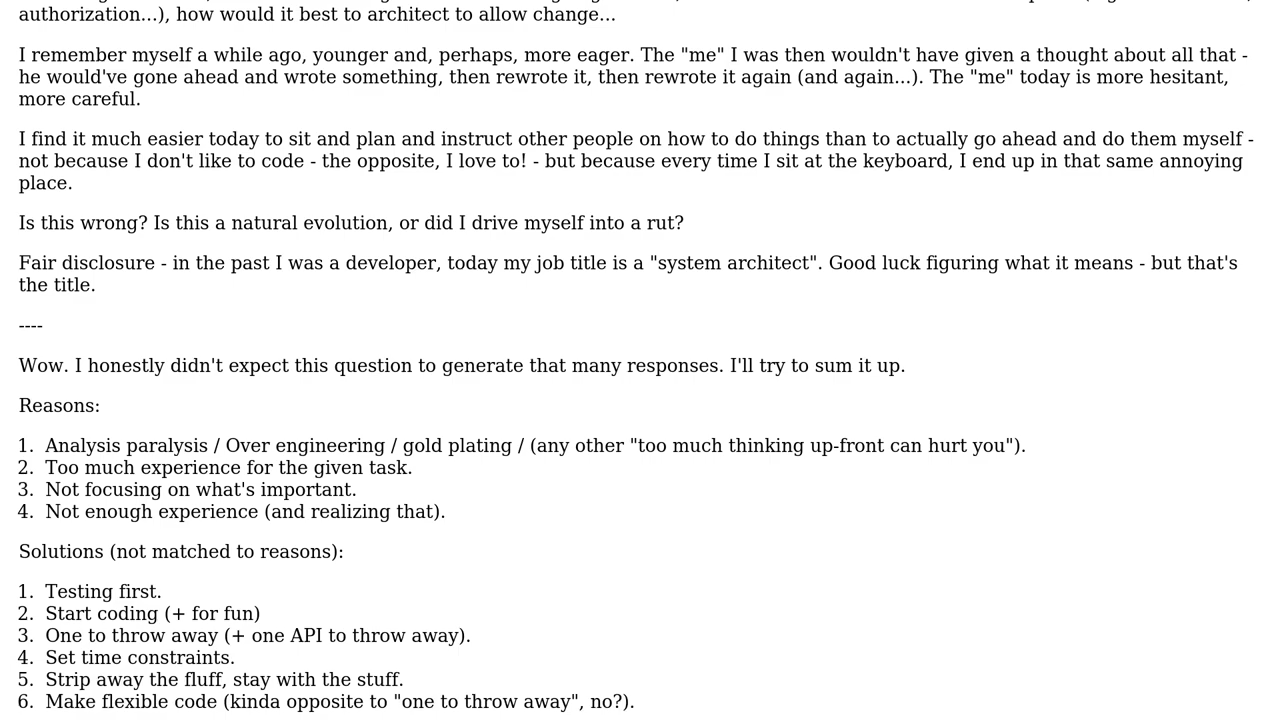 authorization...), how would it best to architect to allow change...
I remember myself a while ago, younger and, perhaps, more eager. The "me" I was then wouldn't have given a thought about all that -
he would've gone ahead and wrote something, then rewrote it, then rewrote it again (and again...). The "me" today is more hesitant,
more careful.
I find it much easier today to sit and plan and instruct other people on how to do things than to actually go ahead and do them myself -
not because I don't like to code - the opposite, I love to! - but because every time I sit at the keyboard, I end up in that same annoying
place.
Is this wrong? Is this a natural evolution, or did I drive myself into a rut?
Fair disclosure - in the past I was a developer, today my job title is a "system architect". Good luck figuring what it means - but that's
the title.
----
Wow. I honestly didn't expect this question to generate that many responses. I'll try to sum it up.
Reasons:
1. Analysis paralysis / Over engineering / gold plating / (any other "too much thinking up-front can hurt you").
2. Too much experience for the given task.
3. Not focusing on what's important.
4. Not enough experience (and realizing that).
Solutions (not matched to reasons):
1. Testing first.
2. Start coding (+ for fun)
3. One to throw away (+ one API to throw away).
4. Set time constraints.
5. Strip away the fluff, stay with the stuff.
6. Make flexible code (kinda opposite to "one to throw away", no?).